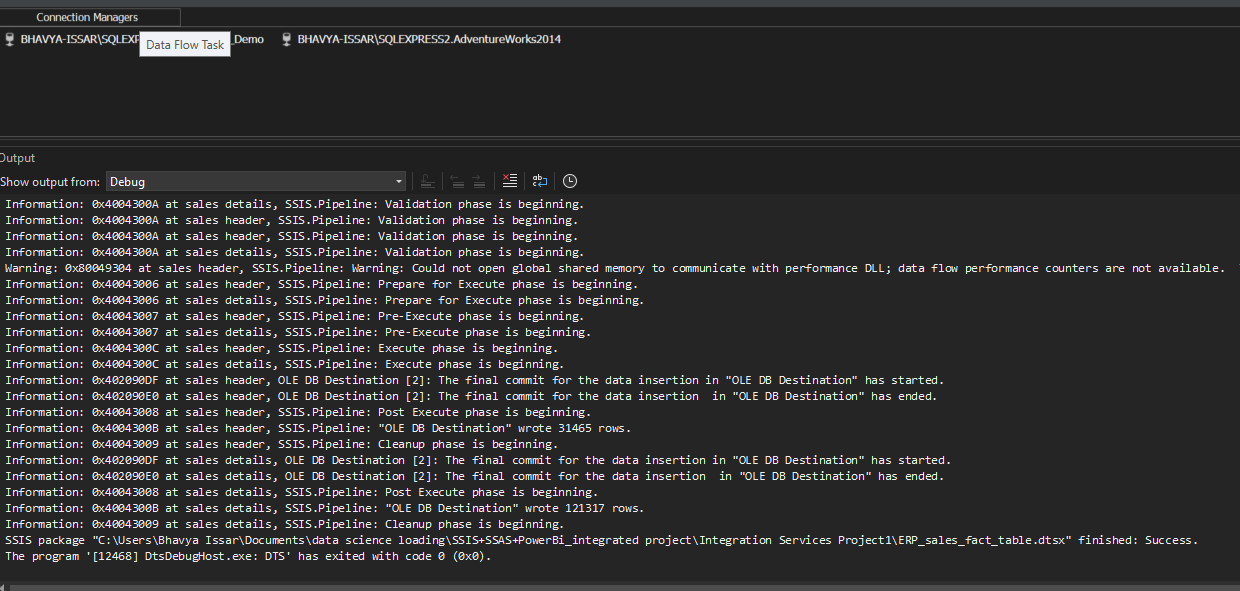 Connection Managers
BHAVYA-ISSAR\SQLEXP _Demo BHAVYA-ISSAR\SQLEXPRESS2.AdventureWorks2014
Data Flow Task
Output
Show output from: Debug
Information: 0x4004300A at sales details, SSIS.Pipeline: Validation phase is beginning.
Information: 0x4004300A at sales header, SSIS.Pipeline: Validation phase is beginning.
Information: 0x4004300A at sales header, SSIS.Pipeline: Validation phase is beginning.
Information: 0x4004300A at sales details, SSIS.Pipeline: Validation phase is beginning.
Warning: 0x80049304 at sales header, SSIS.Pipeline: Warning: Could not open global shared memory to communicate with performance DLL; data flow performance counters are not available.
Information: 0x40043006 at sales header, SSIS.Pipeline: Prepare for Execute phase is beginning.
Information: 0x40043006 at sales details, SSIS.Pipeline: Prepare for Execute phase is beginning.
Information: 0x40043007 at sales header, SSIS.Pipeline: Pre-Execute phase is beginning.
Information: 0x40043007 at sales details, SSIS.Pipeline: Pre-Execute phase is beginning.
Information: 0x4004300C at sales header, SSIS.Pipeline: Execute phase is beginning.
Information: 0x4004300C at sales details, SSIS.Pipeline: Execute phase is beginning.
Information: 0x402090DF at sales header, OLE DB Destination [2]: The final commit for the data insertion in "OLE DB Destination" has started.
Information: 0x402090E0 at sales header, OLE DB Destination [2]: The final commit for the data insertion  in "OLE DB Destination" has ended.
Information: 0x40043008 at sales header, SSIS.Pipeline: Post Execute phase is beginning.
Information: 0x4004300B at sales header, SSIS.Pipeline: "OLE DB Destination" wrote 31465 rows.
Information: 0x40043009 at sales header, SSIS.Pipeline: Cleanup phase is beginning.
Information: 0x402090DF at sales details, OLE DB Destination [2]: The final commit for the data insertion in "OLE DB Destination" has started.
Information: 0x402090E0 at sales details, OLE DB Destination [2]: The final commit for the data insertion  in "OLE DB Destination" has ended.
Information: 0x40043008 at sales details, SSIS.Pipeline: Post Execute phase is beginning.
Information: 0x4004300B at sales details, SSIS.Pipeline: "OLE DB Destination" wrote 121317 rows.
Information: 0x40043009 at sales details, SSIS.Pipeline: Cleanup phase is beginning.
SSIS package "C:\Users\Bhavya Issar\Documents\data science loading\SSIS+SSAS+PowerBi_integrated project\Integration Services Project1\ERP_sales_fact_table.dtsx" finished: Success.
The program '[12468] DtsDebugHost.exe: DTS' has exited with code 0 (0x0).